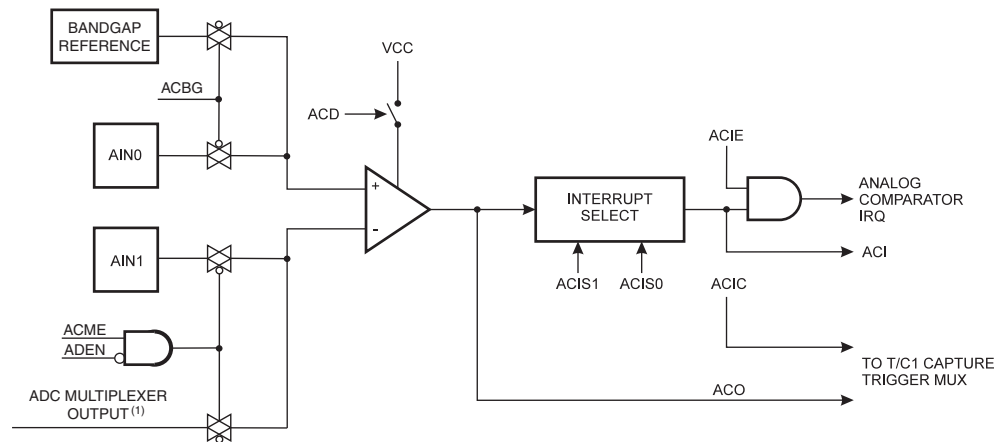 BANDGAP
REFERENCE
VCC
ACBG
ACD
AIN0
ACIE
+
-
INTERRUPT
SELECT
ANALOG
COMPARATOR
IRQ
AIN1
ACI
ACIS1 ACIS0
ACIC
ACME
ADEN
TO T/C1 CAPTURE
TRIGGER MUX
ADC MULTIPLEXER
OUTPUT (1)
ACO